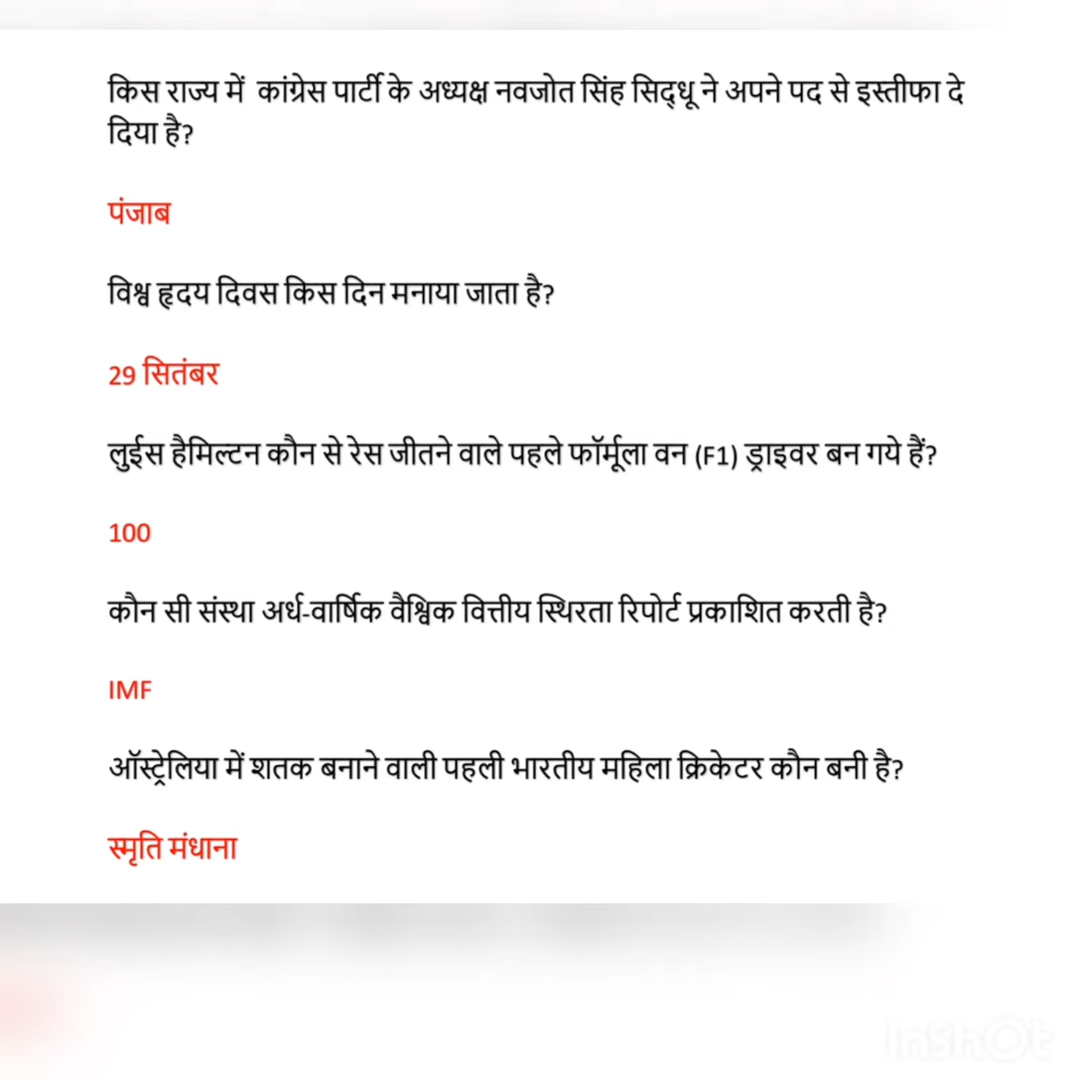 किस राज्य में  कांग्रेस पार्टी के अध्यक्ष नवजोत सिंह सिद्धू ने अपने पद से इस्तीफा दे
दिया है?
पंजाब
विश्व हृदय दिवस किस दिन मनाया जाता है?
29 सितंबर
लुईस हैमिल्टन कौन से रेस जीतने वाले पहले फॉर्मूला वन (F1) ड्राइवर बन गये हैं?
100
कौन सी संस्था अर्ध-वार्षिक वैश्विक वित्तीय स्थिरता रिपोर्ट प्रकाशित करती है?
IMF
ऑस्ट्रेलिया में शतक बनाने वाली पहली भारतीय महिला क्रिकेटर कौन बनी है?
स्मृति मंधाना
InShOt